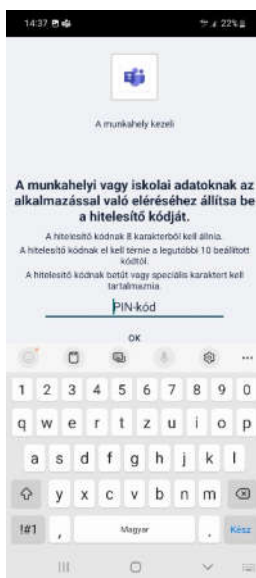 14:37
22%
A munkahely kezeli
A munkahelyi vagy iskolai adatoknak az
alkalmazással való eléréséhez állítsa be
a hitelesítő kódját.
A hitelesítő kódnak 8 karakterből kell állnia.
A hitelesítő kódnak el kell térnie a legutóbbi 10 beállított
kódtól.
A hitelesítő kódnak betűt vagy speciális karaktert kell
tartalmaznia.
PIN-kód
OK
1 2 3 4 5 6 7 8 9 0
q w e r t z u i o p
a s d f g h j k l
y x c v b n m
!#1 , Magyar . Kész